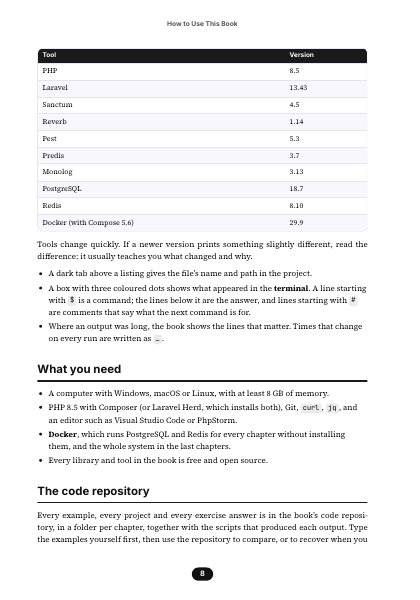 How to Use This Book
Tool Version
PHP 8.5
Laravel 13.43
Sanctum 4.5
Reverb 1.14
Pest 5.3
Predis 3.7
Monolog 3.13
PostgreSQL 18.7
Redis 8.10
Docker (with Compose 5.6) 29.9
Tools change quickly. If a newer version prints something slightly different, read the
difference: it usually teaches you what changed and why.
• A dark tab above a listing gives the file's name and path in the project.
• A box with three coloured dots shows what appeared in the terminal. A line starting
with $ is a command; the lines below it are the answer, and lines starting with #
are comments that say what the next command is for.
• Where an output was long, the book shows the lines that matter. Times that change
on every run are written as … .
What you need
• A computer with Windows, macOS or Linux, with at least 8 GB of memory.
• PHP 8.5 with Composer (or Laravel Herd, which installs both), Git, curl , jq , and
an editor such as Visual Studio Code or PhpStorm.
• Docker, which runs PostgreSQL and Redis for every chapter without installing
them, and the whole system in the last chapters.
• Every library and tool in the book is free and open source.
The code repository
Every example, every project and every exercise answer is in the book's code reposi-
tory, in a folder per chapter, together with the scripts that produced each output. Type
the examples yourself first, then use the repository to compare, or to recover when you
8